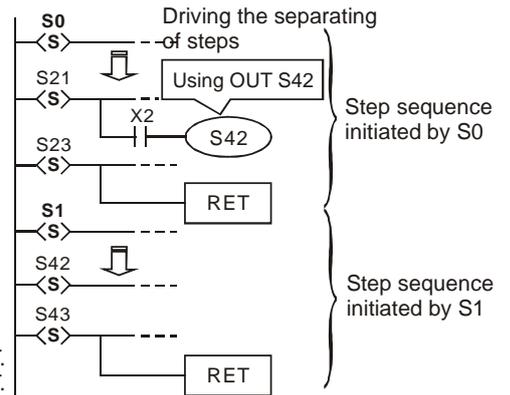 Driving the separating
of steps
S0
S
S21
S
Using OUT S42
X2
S42
S23
S
RET
Step sequence
initiated by S0
S1
S
S42
S
S43
S
RET
Step sequence
initiated by S1